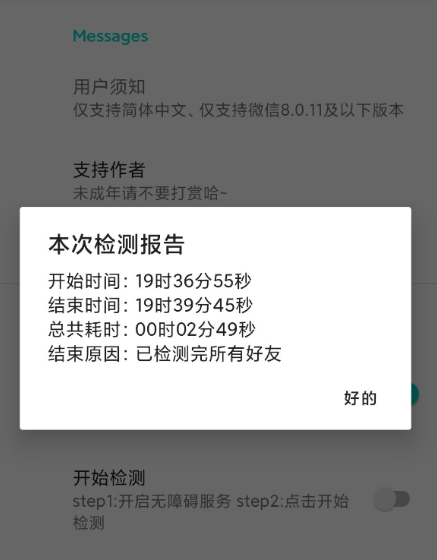 Messages
用户须知
仅支持简体中文、仅支持微信8.0.11及以下版本
支持作者
未成年请不要打赏哈~
本次检测报告
开始时间: 19时36分55秒
结束时间: 19时39分45秒
总共耗时: 00时02分49秒
结束原因: 已检测完所有好友
好的
开始检测
step1:开启无障碍服务 step2:点击开始
检测